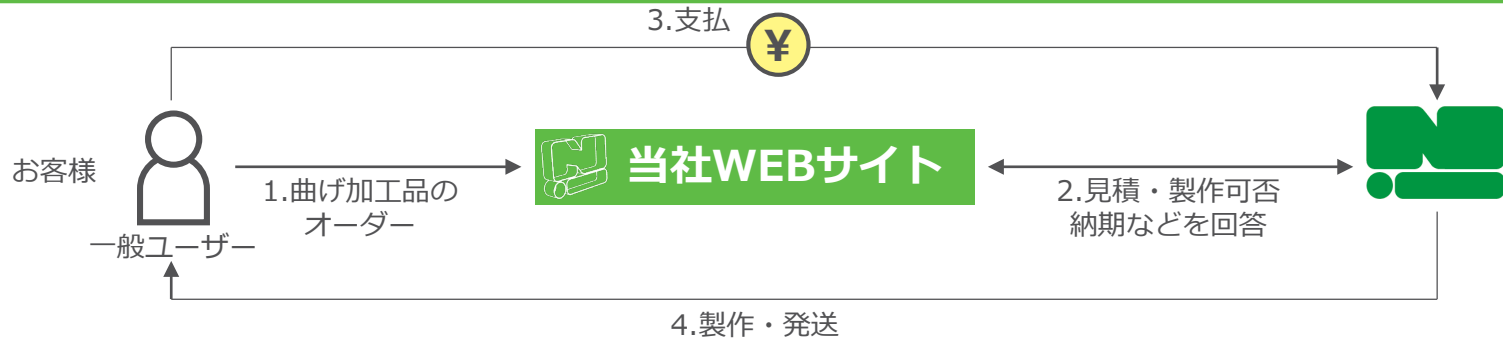 3.支払
¥
お客様
一般ユーザー
1.曲げ加工品の
オーダー
当社WEBサイト
2.見積・製作可否
納期などを回答
4.製作・発送